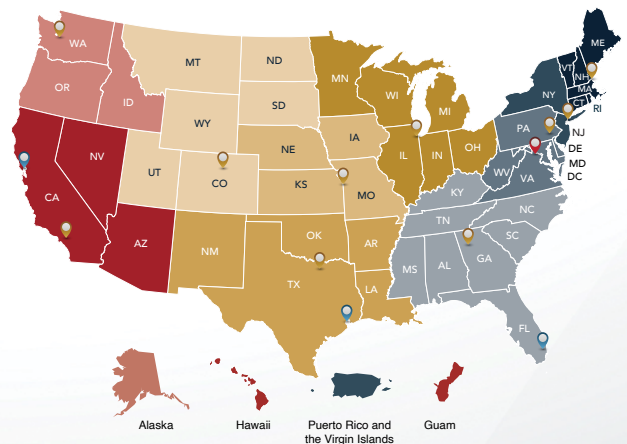 WA
OR
ID
MT
ND
SD
WY
UT
CO
NE
KS
IA
MO
MN
WI
MI
IL
IN
OH
CA
NV
AZ
NM
OK
TX
AR
LA
KY
TN
MS
AL
GA
NC
SC
FL
PA
WV
VA
NY
VT
ME
NH
MA
CT
RI
NJ
DE
MD
DC
Alaska
Hawaii
Puerto Rico and
the Virgin Islands
Guam